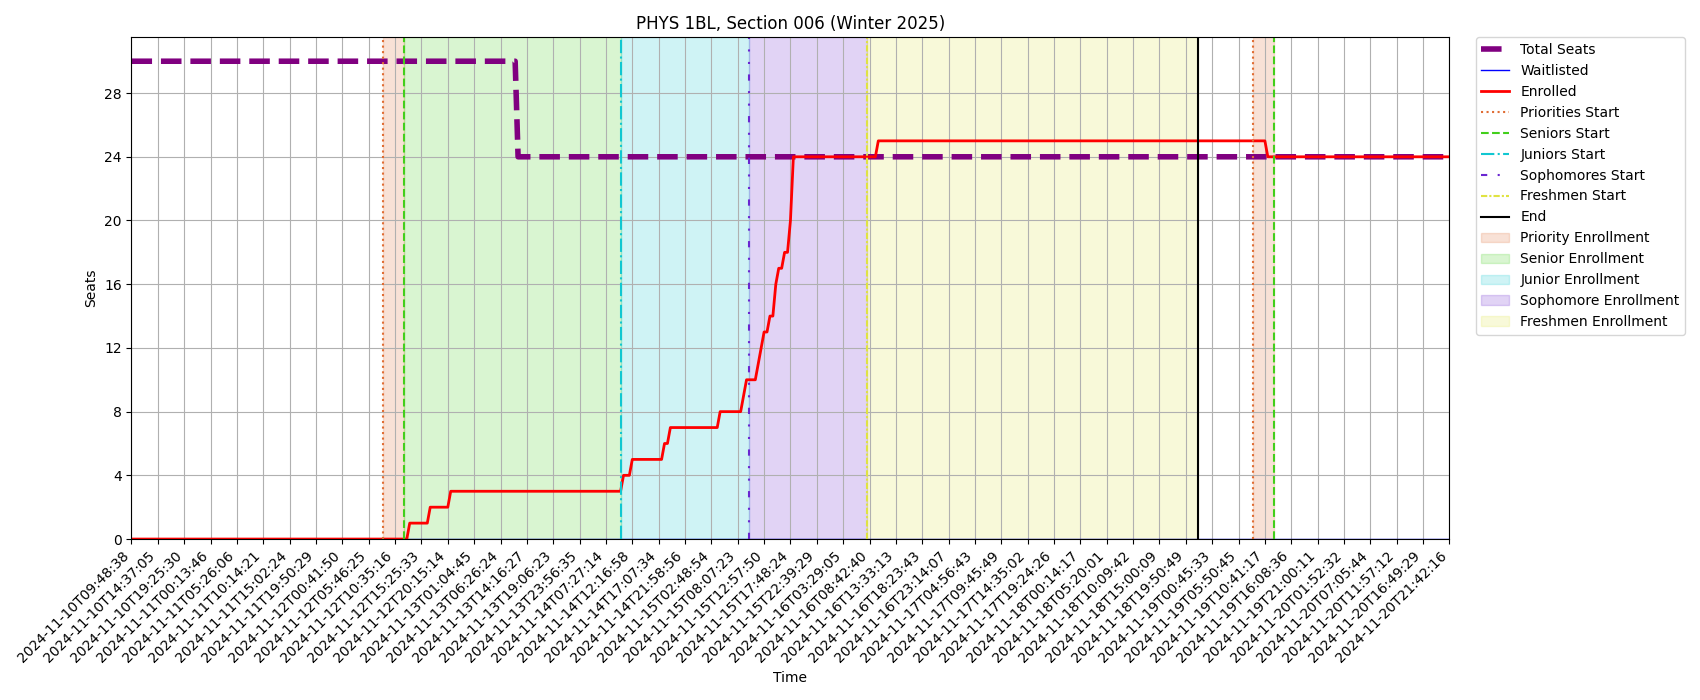 PHYS 1BL, Section 006 (Winter 2025)
Total Seats
Waitlisted
Enrolled
Priorities Start
Seniors Start
Juniors Start
Sophomores Start
Freshmen Start
End
Priority Enrollment
Senior Enrollment
Junior Enrollment
Sophomore Enrollment
Freshmen Enrollment
Seats
28
24
20
16
12
8
4
0
2024-11-10T09:48:38
2024-11-10T14:37:05
2024-11-10T19:25:30
2024-11-11T00:13:46
2024-11-11T05:26:06
2024-11-11T10:14:21
2024-11-11T15:02:24
2024-11-11T19:50:29
2024-11-12T00:41:50
2024-11-12T05:46:25
2024-11-12T10:35:16
2024-11-12T15:25:33
2024-11-12T20:15:14
2024-11-13T01:04:45
2024-11-13T06:26:24
2024-11-13T14:16:27
2024-11-13T19:06:23
2024-11-13T23:56:35
2024-11-14T07:27:14
2024-11-14T12:16:58
2024-11-14T17:07:34
2024-11-14T21:58:56
2024-11-15T02:48:54
2024-11-15T08:07:23
2024-11-15T12:57:50
2024-11-15T17:48:24
2024-11-15T22:39:29
2024-11-16T03:29:05
2024-11-16T08:42:40
2024-11-16T13:33:13
2024-11-16T18:23:43
2024-11-16T23:14:07
2024-11-17T04:56:43
2024-11-17T09:45:49
2024-11-17T14:35:02
2024-11-17T19:24:26
2024-11-18T00:14:17
2024-11-18T05:20:01
2024-11-18T10:09:42
2024-11-18T15:00:09
2024-11-18T19:50:49
2024-11-19T00:45:33
2024-11-19T05:50:45
2024-11-19T10:41:17
2024-11-19T16:08:36
2024-11-19T21:00:11
2024-11-20T01:52:32
2024-11-20T07:05:44
2024-11-20T11:57:12
2024-11-20T16:49:29
2024-11-20T21:42:16
Time